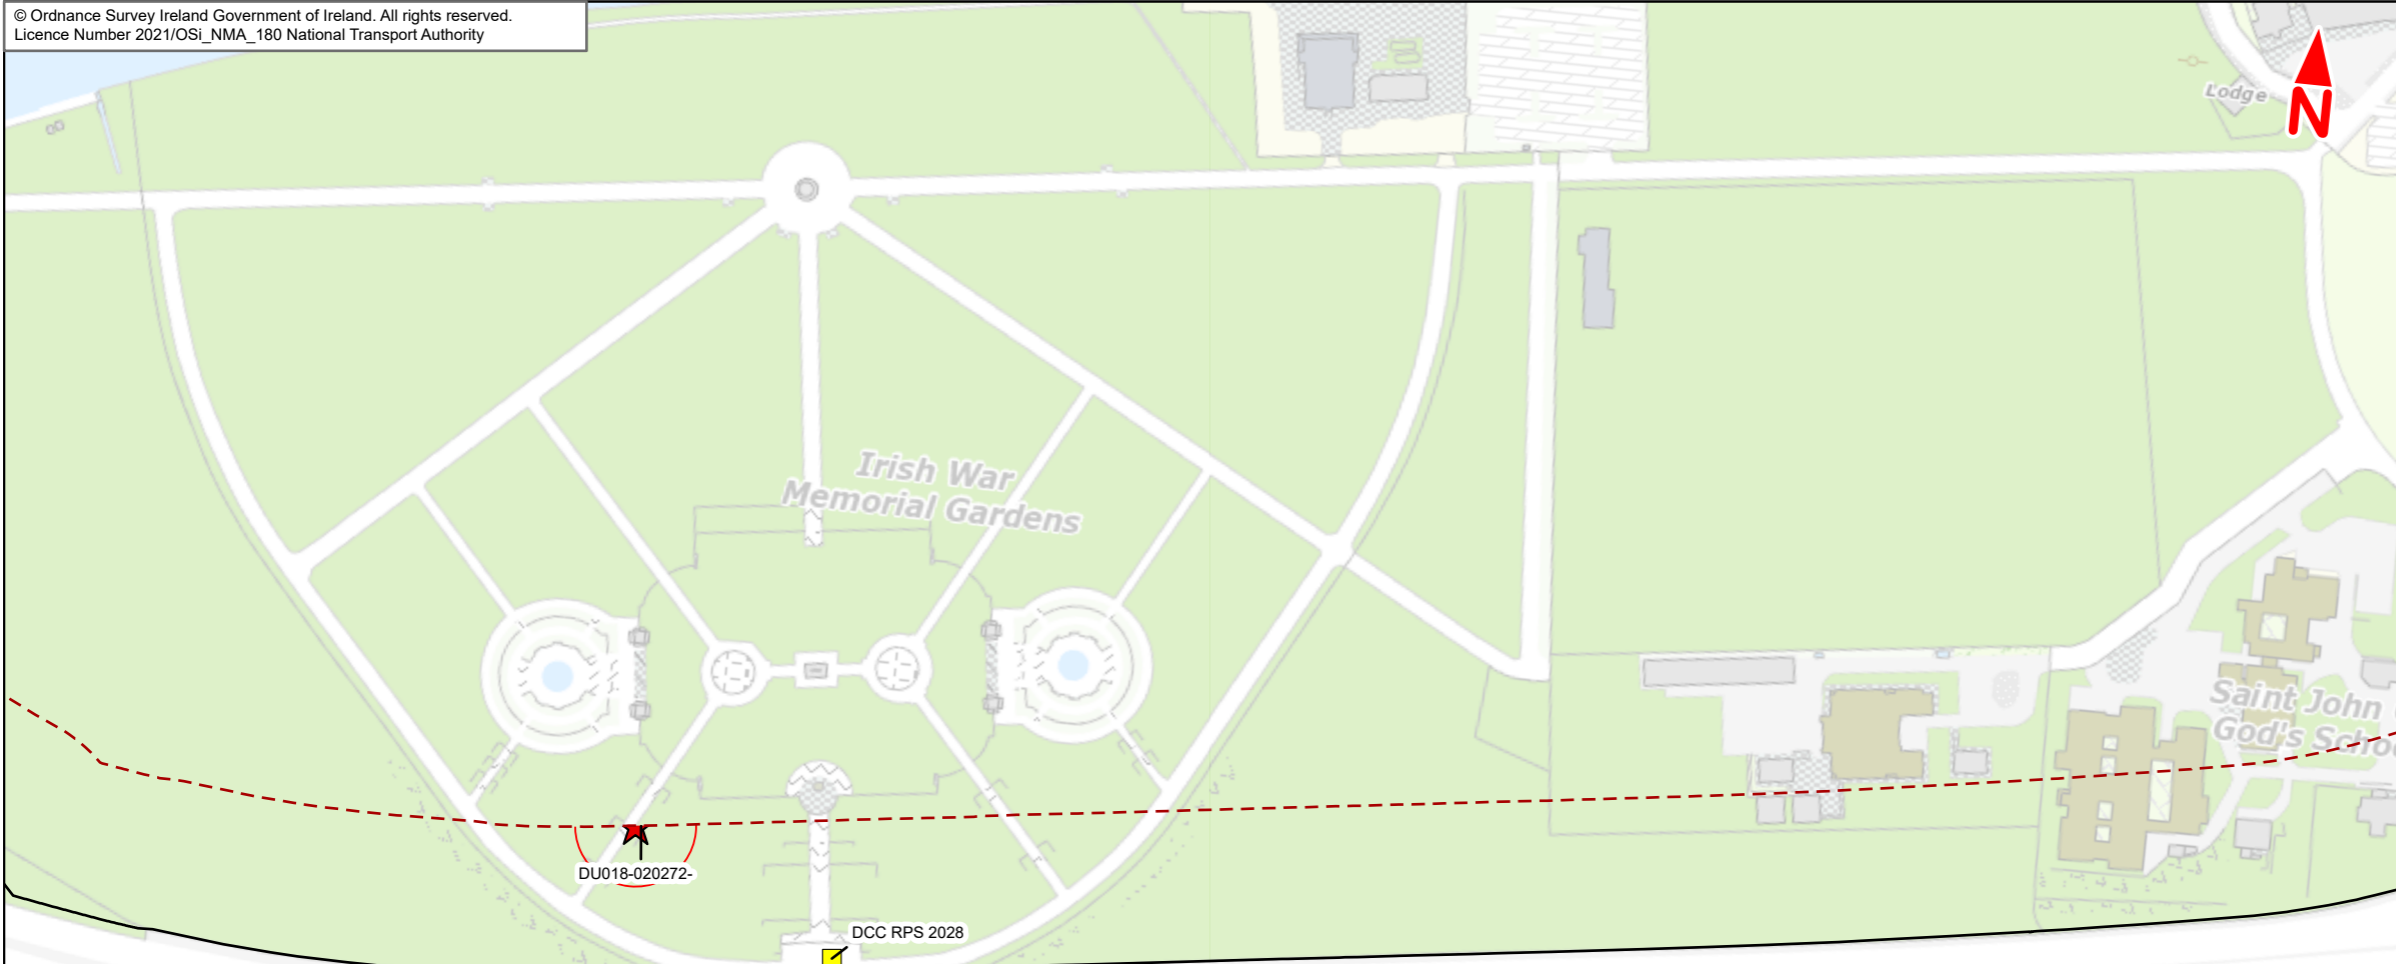 © Ordnance Survey Ireland Government of Ireland. All rights reserved.
Licence Number 2021/OSi_NMA_180 National Transport Authority
Lodge
N
Irish War
Memorial Gardens
Saint John
God's Schoo
DU018-020272-
DCC RPS 2028